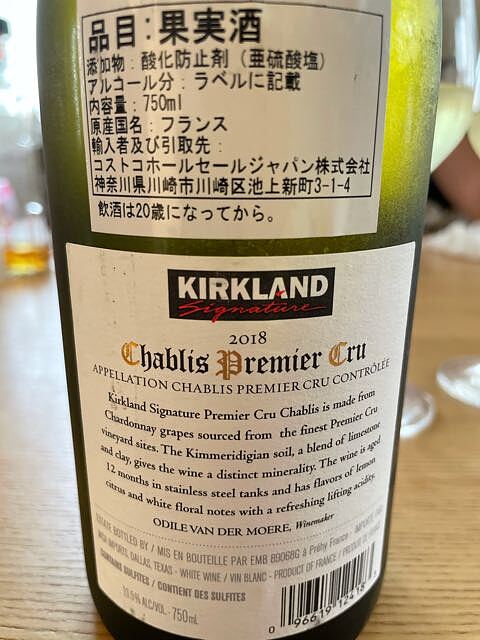 品目：果実酒
添加物：酸化防止剤（亜硫酸塩）
アルコール分：ラベルに記載
内容量：750ml
原産国名：フランス
輸入者及び引取先：
コストコホールセールジャパン株式会社
神奈川県川崎市川崎区池上新町3-1-4
飲酒は20歳になってから。
KIRKLAND
Signature
2018
Chablis Premier Cru
APPELLATION CHABLIS PREMIER CRU CONTRÔLÉE
Kirkland Signature Premier Cru Chablis is made from
Chardonnay grapes sourced from the finest Premier Cru
vineyard sites. The Kimmeridigian soil, a blend of limestone
and clay, gives the wine a distinct minerality. The wine is aged
12 months in stainless steel tanks and has flavors of lemon
citrus and white floral notes with a refreshing lifting acidity.
ODILE VAN DER MOERE, Winemaker
ESTATE BOTTLED BY / MIS EN BOUTEILLE PAR EMB 89068G à Préhy France - IMPORTED
IMPORTS, DALLAS, TEXAS - WHITE WINE / VIN BLANC - PRODUCT OF FRANCE / PRODUIT DE
CONTAINS SULFITES / CONTENT DES SULFITES
ALC/VOL - 750mL
0 96619 12418